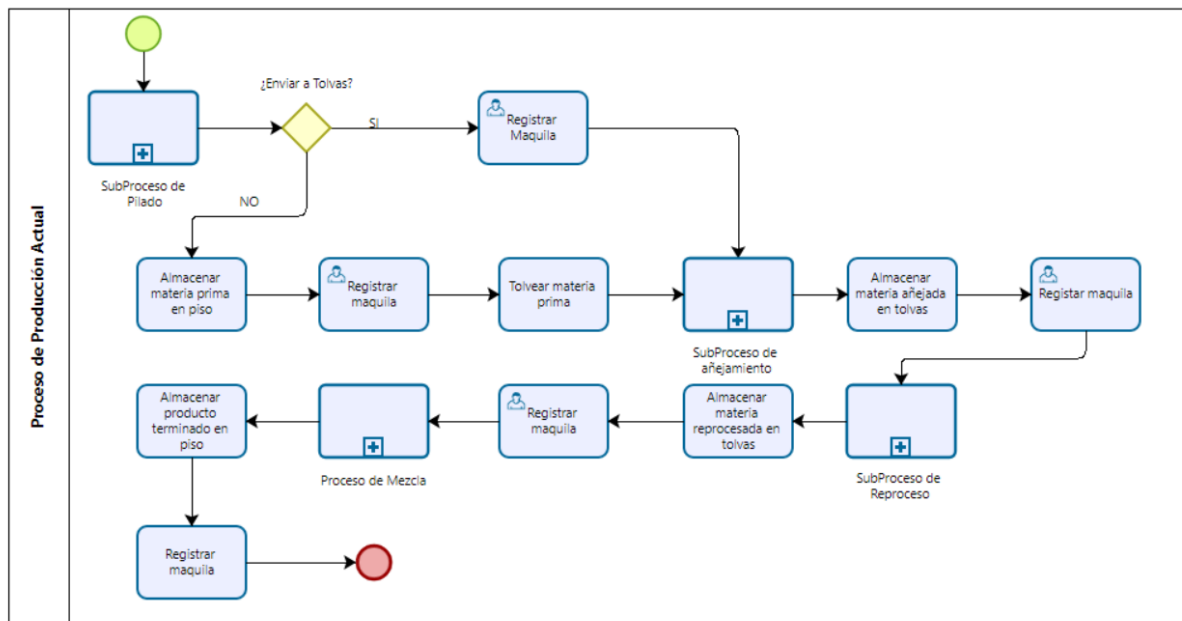 Proceso de Producción Actual
¿Enviar a Tolvas?
SI
NO
SubProceso de
Pilado
Registrar
Maquila
Almacenar
materia prima
en piso
Registrar
maquila
Tolvear materia
prima
SubProceso de
añejamiento
Almacenar
materia añejada
en tolvas
Registar maquila
SubProceso de
Reproceso
Almacenar
materia
reprocesada en
tolvas
Registrar
maquila
Proceso de Mezcla
Almacenar
producto
terminado en
piso
Registrar
maquila